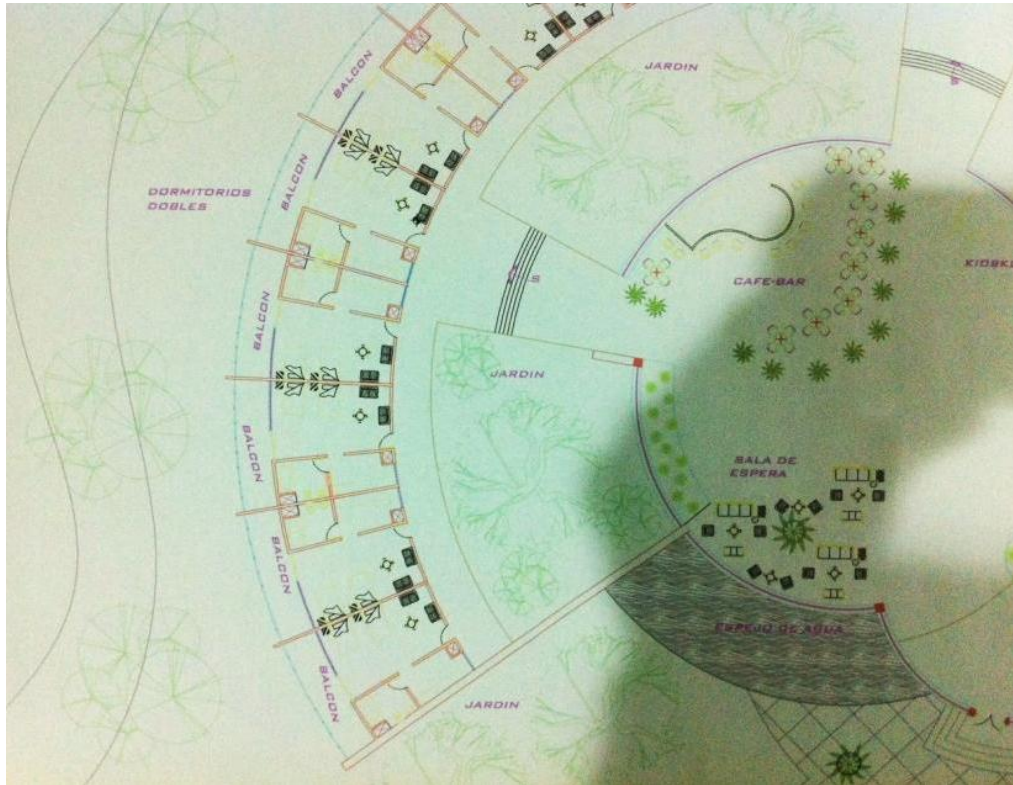 JARDIN
BALCON
S
BALCON
DORMITORIOS
DOBLES
KIOSKO
CAFE-BAR
S
BALCON
JARDIN
BALCON
SALA DE
ESPERA
BALCON
ESPEJO DE AGUA
BALCON
JARDIN